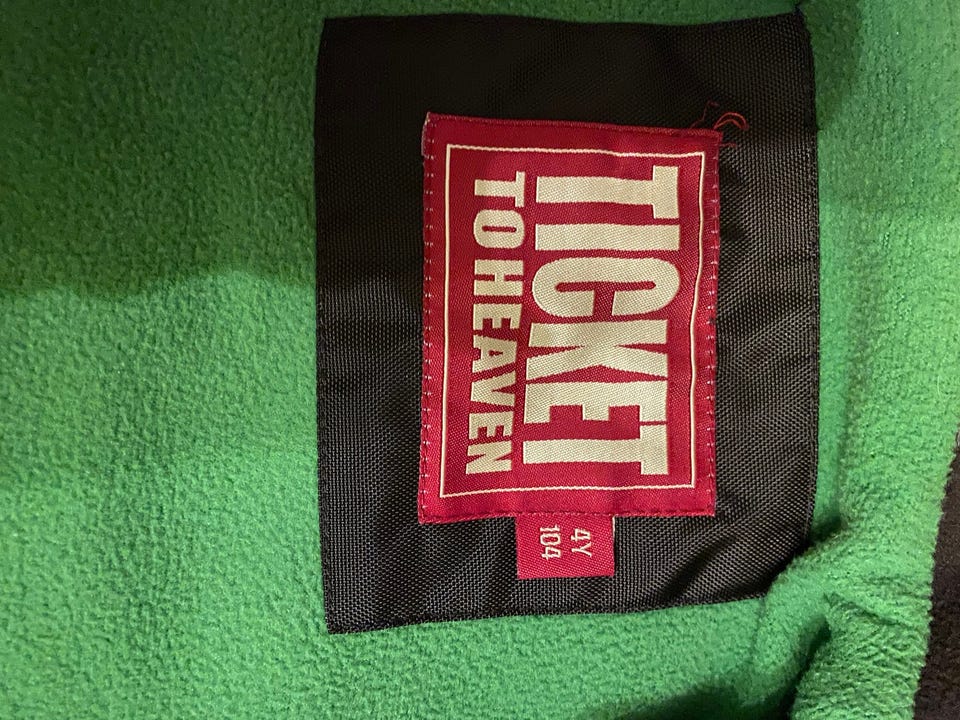 TICKET
TO HEAVEN
4Y
104